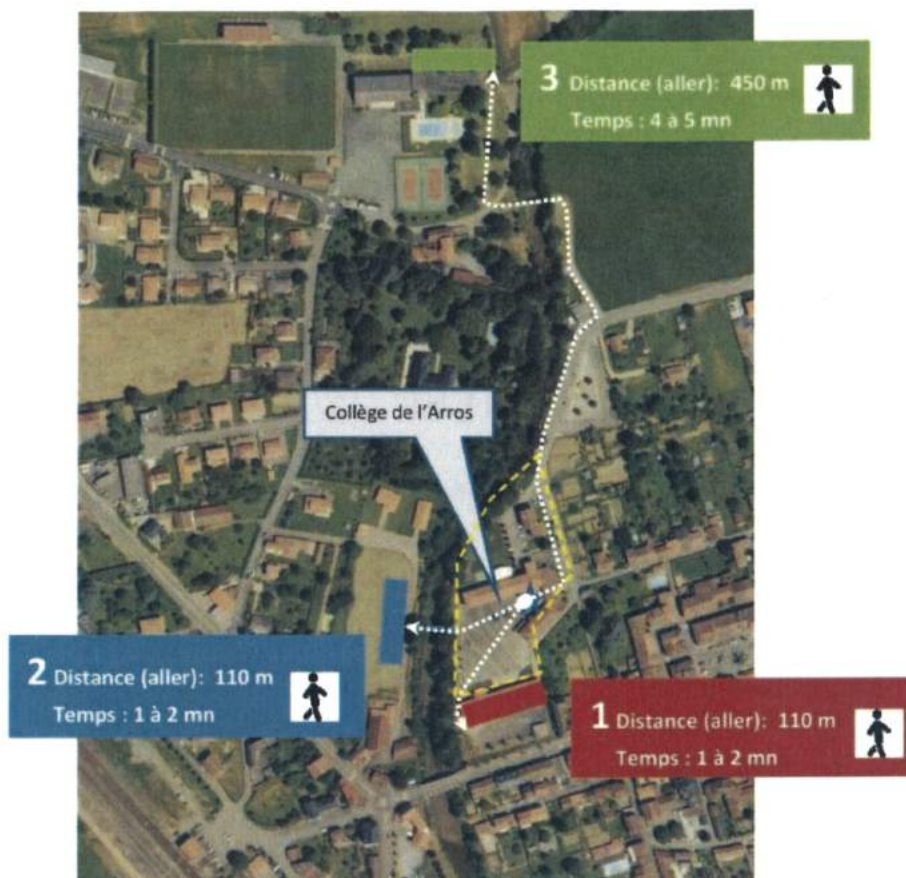 3 Distance (aller): 450 m
Temps : 4 à 5 mn
Collège de l'Arros
2 Distance (aller): 110 m
Temps : 1 à 2 mn
1 Distance (aller): 110 m
Temps : 1 à 2 mn